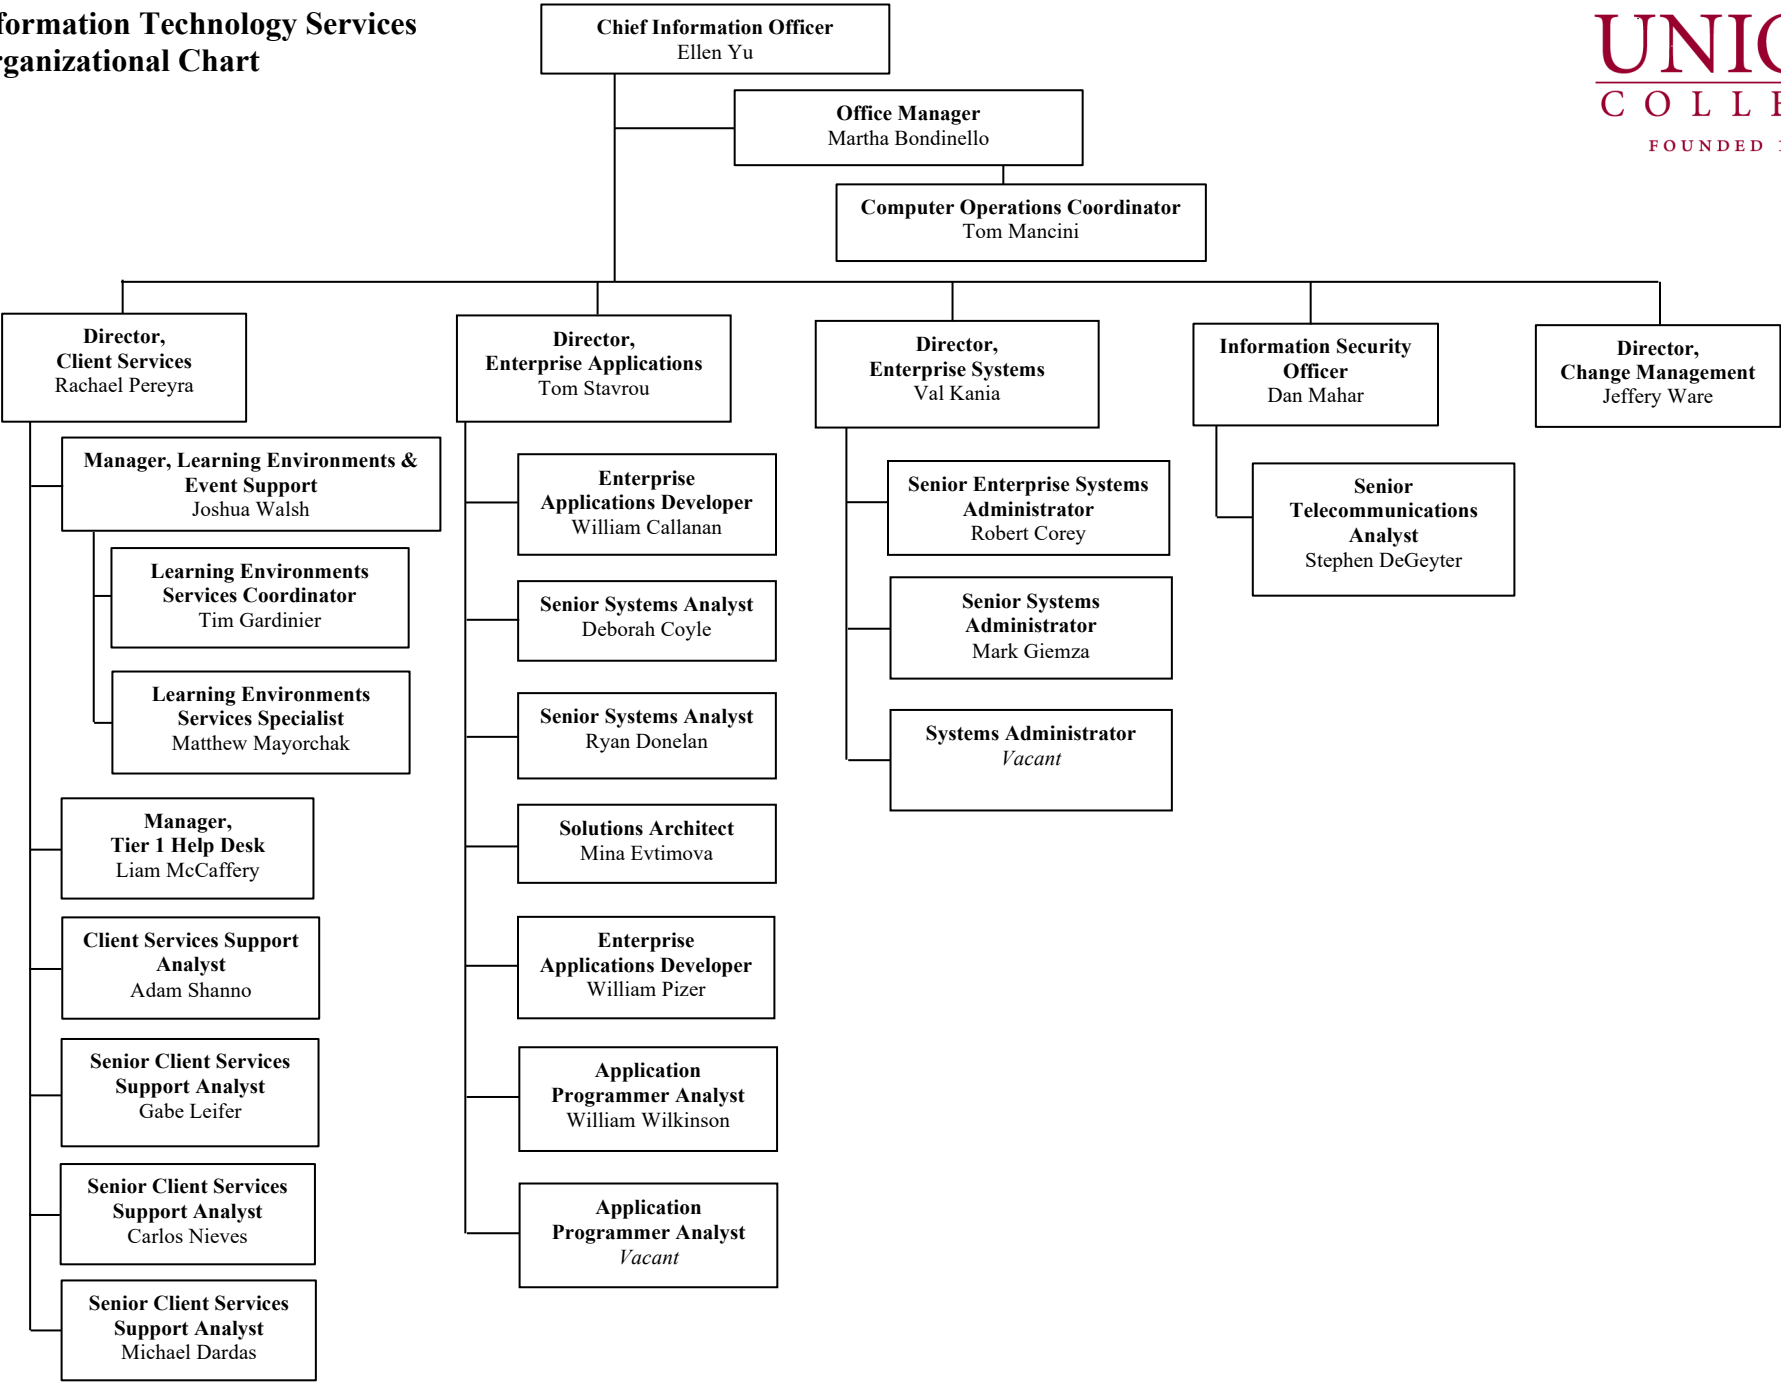 formation Technology Services
rganizational Chart
Chief Information Officer
Ellen Yu
UNIO
COLLE
FOUNDED 1
Office Manager
Martha Bondinello
Computer Operations Coordinator
Tom Mancini
Director,
Client Services
Rachael Pereyra
Manager, Learning Environments &
Event Support
Joshua Walsh
Learning Environments
Services Coordinator
Tim Gardinier
Learning Environments
Services Specialist
Matthew Mayorchak
Manager,
Tier 1 Help Desk
Liam McCaffery
Client Services Support
Analyst
Adam Shanno
Senior Client Services
Support Analyst
Gabe Leifer
Senior Client Services
Support Analyst
Carlos Nieves
Senior Client Services
Support Analyst
Michael Dardas
Director,
Enterprise Applications
Tom Stavrou
Enterprise
Applications Developer
William Callanan
Senior Systems Analyst
Deborah Coyle
Senior Systems Analyst
Ryan Donelan
Solutions Architect
Mina Evtimova
Enterprise
Applications Developer
William Pizer
Application
Programmer Analyst
William Wilkinson
Application
Programmer Analyst
Vacant
Director,
Enterprise Systems
Val Kania
Senior Enterprise Systems
Administrator
Robert Corey
Senior Systems
Administrator
Mark Giemza
Systems Administrator
Vacant
Information Security
Officer
Dan Mahar
Senior
Telecommunications
Analyst
Stephen DeGeyter
Director,
Change Management
Jeffery Ware